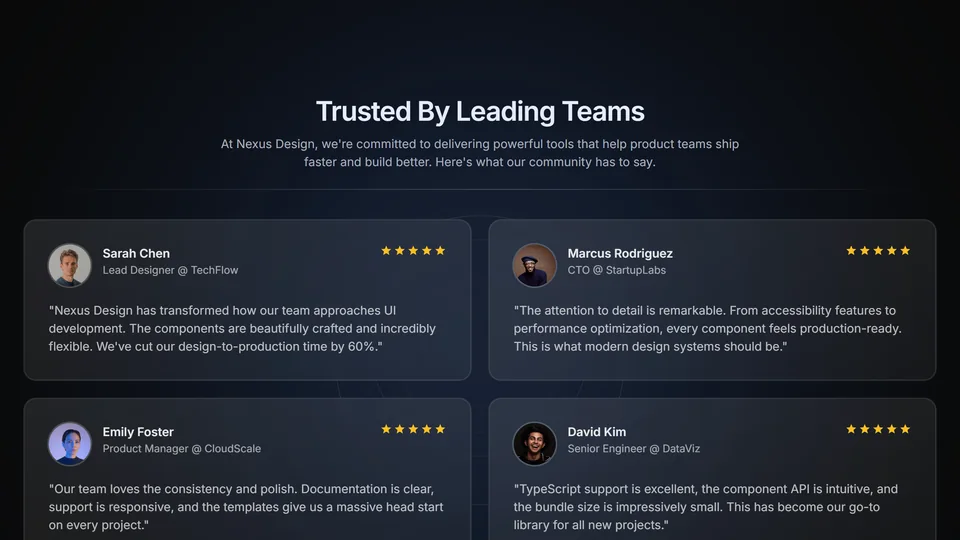 Trusted By Leading Teams
At Nexus Design, we're committed to delivering powerful tools that help product teams ship
faster and build better. Here's what our community has to say.
Sarah Chen
Lead Designer @ TechFlow
"Nexus Design has transformed how our team approaches UI
development. The components are beautifully crafted and incredibly
flexible. We've cut our design-to-production time by 60%."
Marcus Rodriguez
CTO @ StartupLabs
"The attention to detail is remarkable. From accessibility features to
performance optimization, every component feels production-ready.
This is what modern design systems should be."
Emily Foster
Product Manager @ CloudScale
"Our team loves the consistency and polish. Documentation is clear,
support is responsive, and the templates give us a massive head start
on every project."
David Kim
Senior Engineer @ DataViz
"TypeScript support is excellent, the component API is intuitive, and
the bundle size is impressively small. This has become our go-to
library for all new projects."